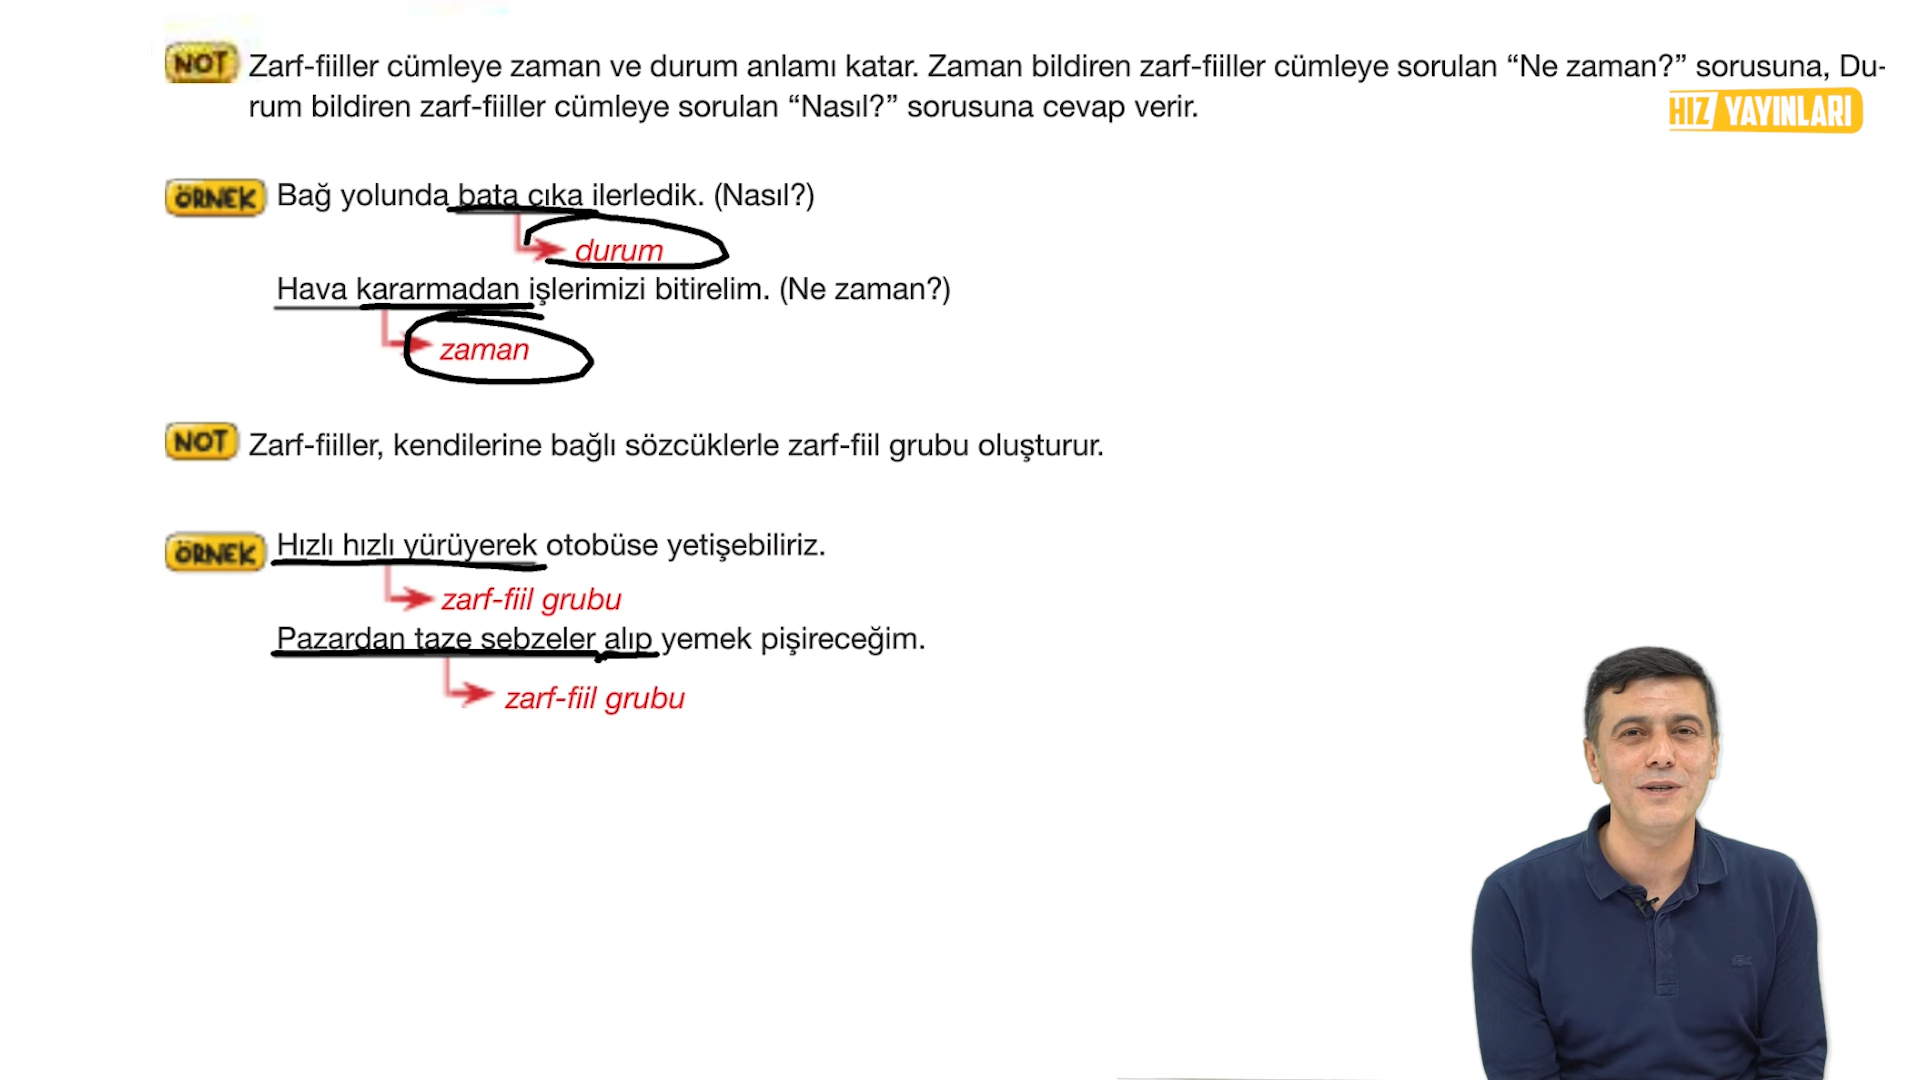 NOT Zarf-fiiller cümleye zaman ve durum anlamı katar. Zaman bildiren zarf-fiiller cümleye sorulan “Ne zaman?” sorusuna, Du-
rum bildiren zarf-fiiller cümleye sorulan “Nasıl?” sorusuna cevap verir.
HIZ YAYINLARI
ÖRNEK Bağ yolunda bata çıka ilerledik. (Nasıl?)
durum
Hava kararmadan işlerimizi bitirelim. (Ne zaman?)
zaman
NOT Zarf-fiiller, kendilerine bağlı sözcüklerle zarf-fiil grubu oluşturur.
ÖRNEK Hızlı hızlı yürüyerek otobüse yetişebiliriz.
zarf-fiil grubu
Pazardan taze sebzeler alıp yemek pişireceğim.
zarf-fiil grubu